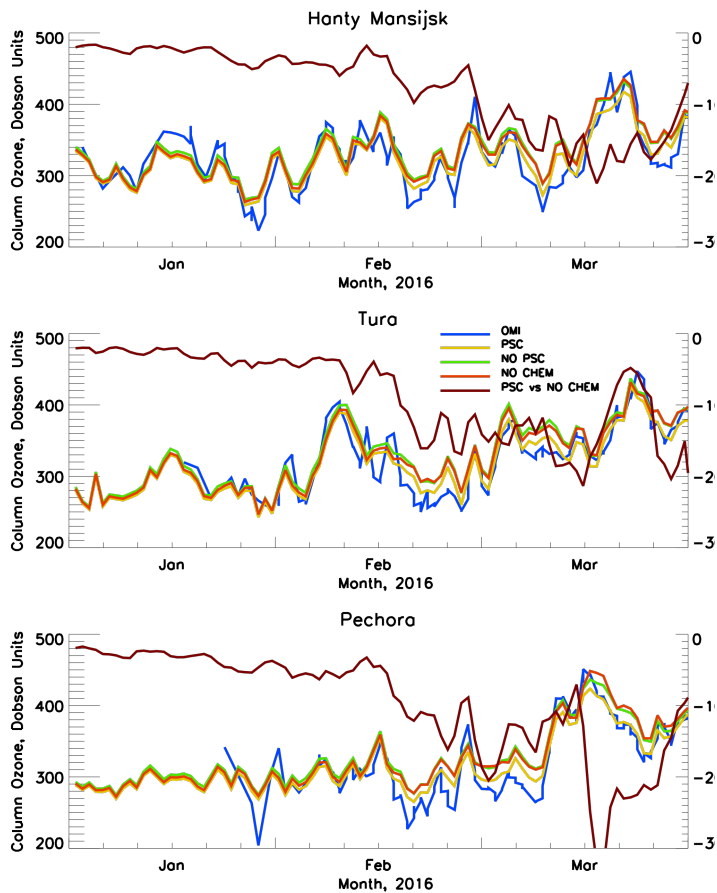 Hanty Mansijsk
Column Ozone, Dobson Units
500
400
300
200
0
-10
-20
-30
Jan
Feb
Mar
Month, 2016
Tura
Column Ozone, Dobson Units
500
400
300
200
0
-10
-20
-30
OMI
PSC
NO PSC
NO CHEM
PSC vs NO CHEM
Jan
Feb
Mar
Month, 2016
Pechora
Column Ozone, Dobson Units
500
400
300
200
0
-10
-20
-30
Jan
Feb
Mar
Month, 2016